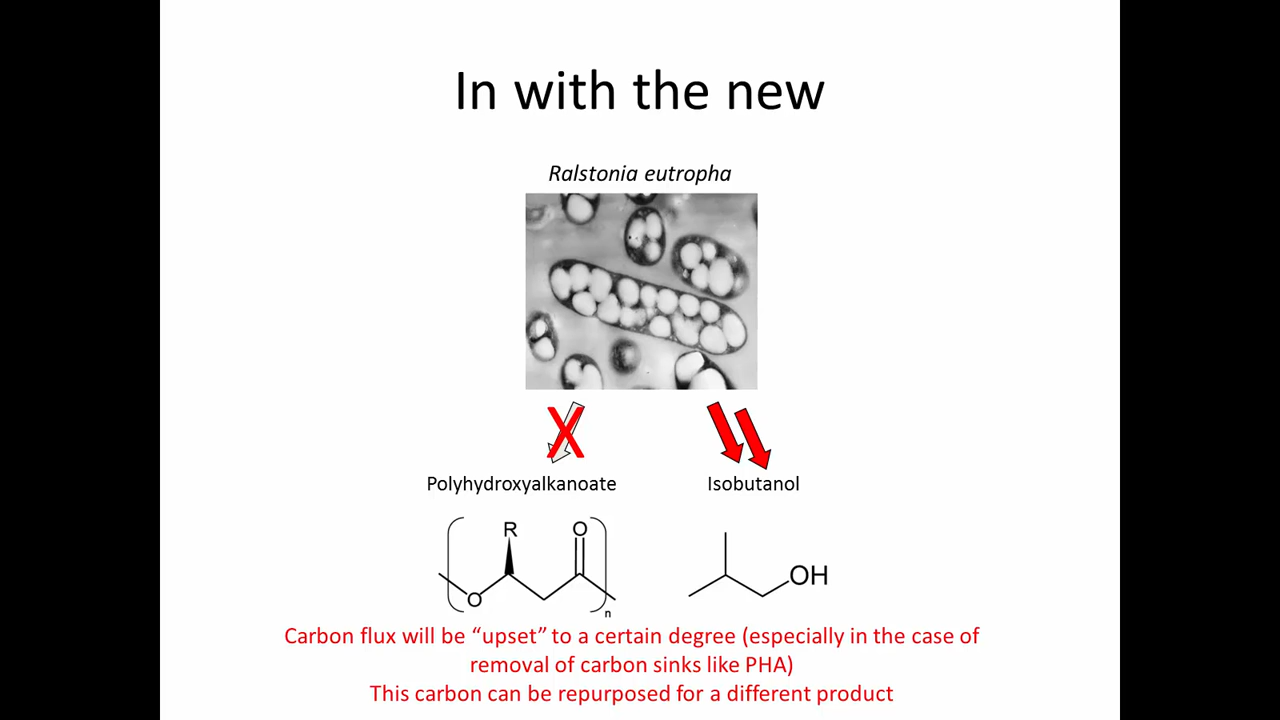 In with the new
Ralstonia eutropha
X
Polyhydroxyalkanoate
Isobutanol
R
O
O
n
OH
Carbon flux will be “upset” to a certain degree (especially in the case of
removal of carbon sinks like PHA)
This carbon can be repurposed for a different product